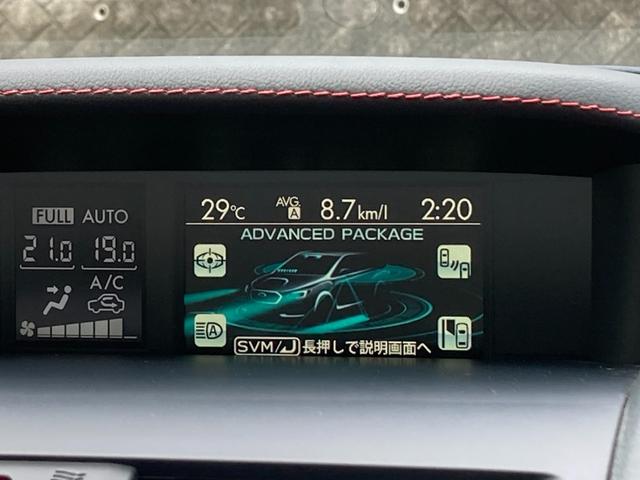 FULL AUTO
21.0 19.0
A/C
29℃ AVG. A 8.7km/l 2:20
ADVANCED PACKAGE
A
SVM/ 長押しで説明画面へ